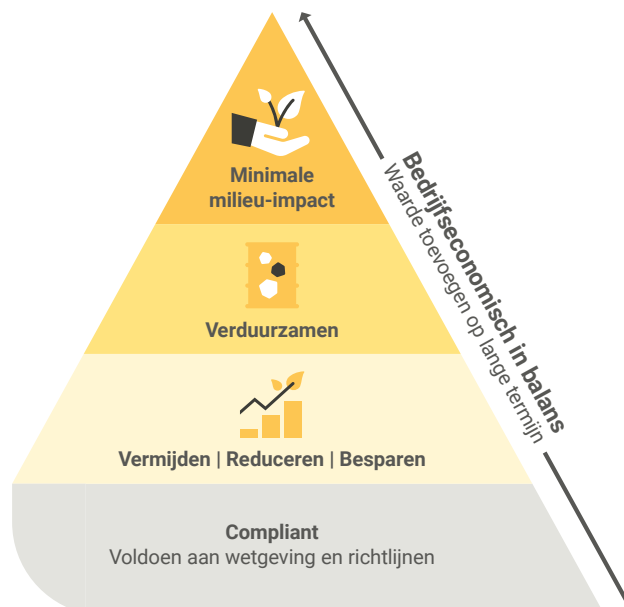 Minimale
milieu-impact
Verduurzamen
Vermijden | Reduceren | Besparen
Compliant
Voldoen aan wetgeving en richtlijnen
Bedrijfseconomisch in balans
Waarde toevoegen op lange termijn